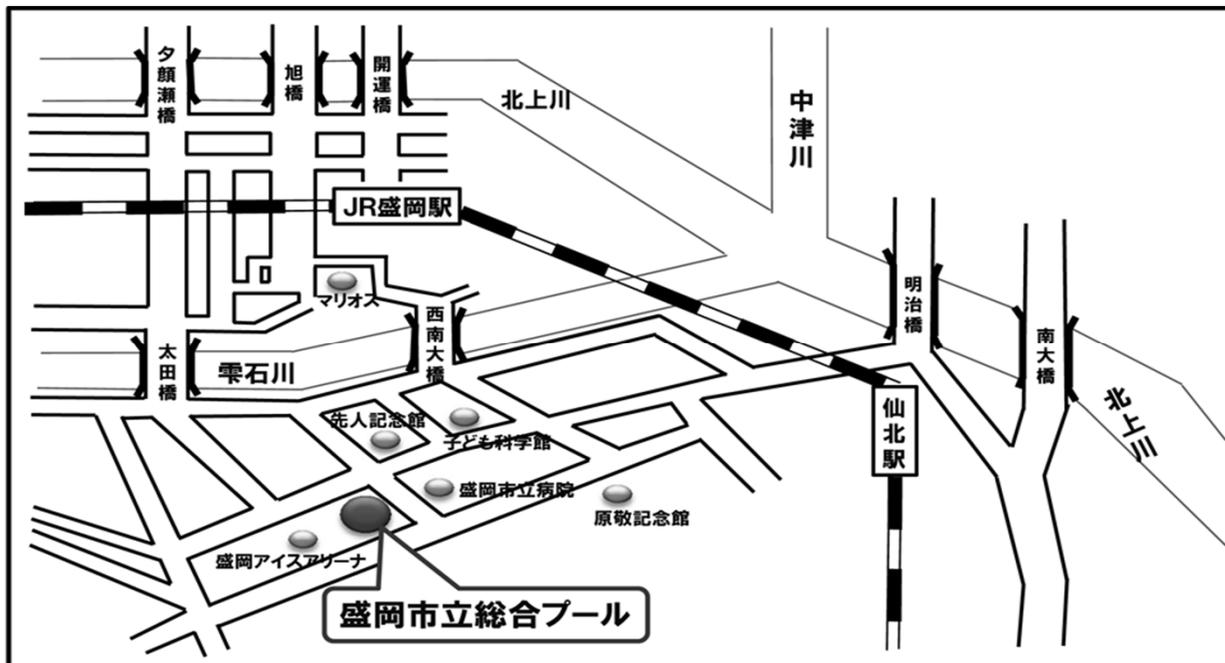 夕顔瀬橋
旭橋
開運橋
北上川
中津川
JR盛岡駅
マリオス
西南大橋
明治橋
南大橋
太田橋
雫石川
北上川
先人記念館
子ども科学館
仙北駅
盛岡市立病院
原敬記念館
盛岡アイスアリーナ
盛岡市立総合プール